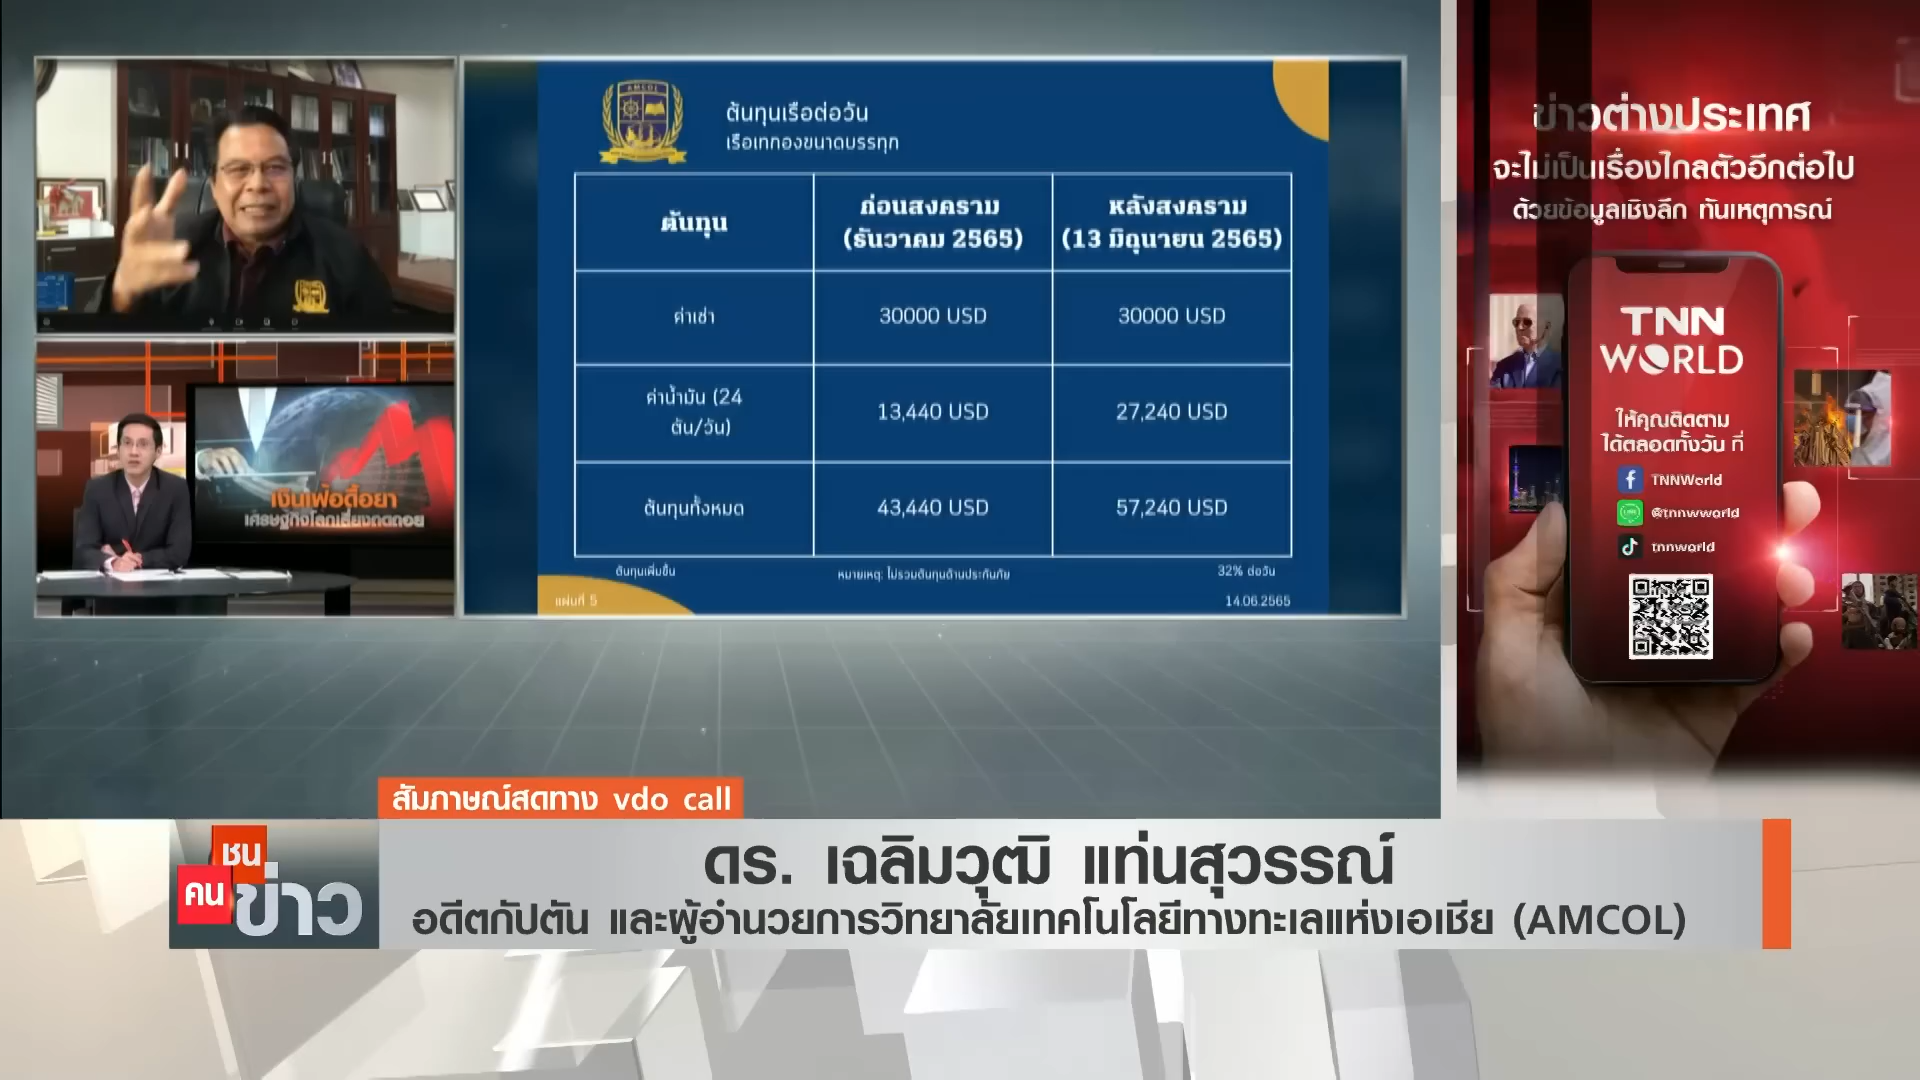 AMCOL
ต้นทุนเรือต่อวัน
เรือเทกองขนาดบรรทุก
ต้นทุน
ก่อนสงคราม
(ธันวาคม 2565)
หลังสงคราม
(13 มิถุนายน 2565)
ค่าเช่า
30000 USD
30000 USD
ค่าน้ำมัน (24
ตัน/วัน)
13,440 USD
27,240 USD
ต้นทุนทั้งหมด
43,440 USD
57,240 USD
ต้นทุนเพิ่มขึ้น
หมายเหตุ: ไม่รวมต้นทุนด้านประกันภัย
32% ต่อวัน
แผ่นที่ 5
14.06.2565
เงินเฟ้อดื้อยา
เศรษฐกิจโลกเสี่ยงถดถอย
ข่าวต่างประเทศ
จะไม่เป็นเรื่องไกลตัวอีกต่อไป
ด้วยข้อมูลเชิงลึก ทันเหตุการณ์
TNN
WORLD
ให้คุณติดตาม
ได้ตลอดทั้งวัน ที่
TNNWorld
@tnnwworld
tnnworld
สัมภาษณ์สดทาง vdo call
ชน
คน
ข่าว
ดร. เฉลิมวุฒิ แท่นสุวรรณ์
อดีตกัปตัน และผู้อำนวยการวิทยาลัยเทคโนโลยีทางทะเลแห่งเอเชีย (AMCOL)